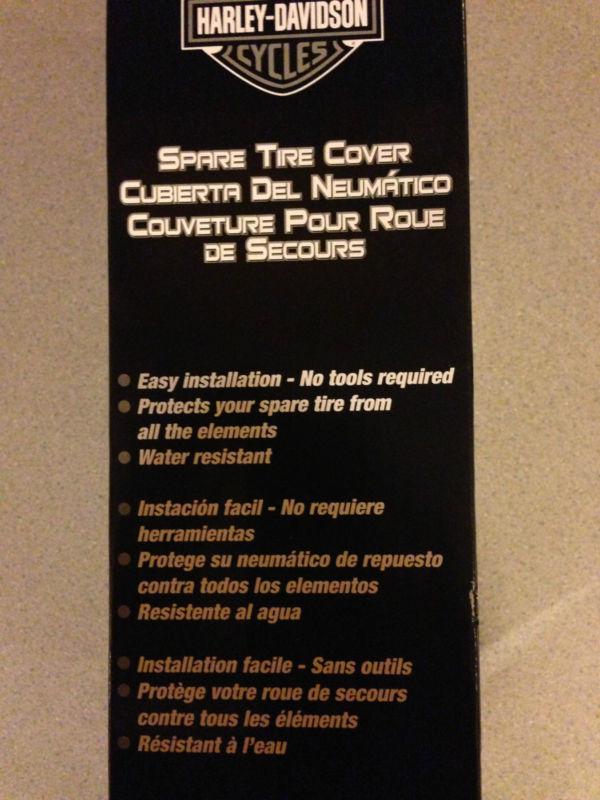 HARLEY-DAVIDSON
CYCLES
SPARE TIRE COVER
CUBIERTA DEL NEUMÁTICO
COUVETURE POUR ROUE
DE SECOURS
• Easy installation - No tools required
• Protects your spare tire from
all the elements
• Water resistant
• Instación facil - No requiere
herramientas
• Protege su neumático de repuesto
contra todos los elementos
• Resistente al agua
• Installation facile - Sans outils
• Protège votre roue de secours
contre tous les éléments
• Résistant à l'eau